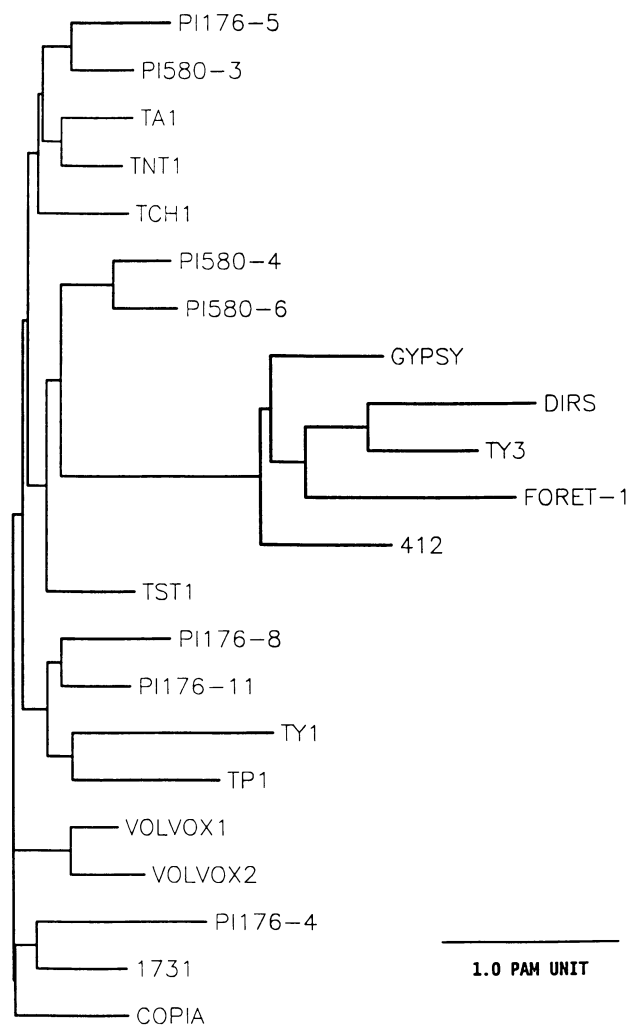 PI176-5
PI580-3
TA1
TNT1
TCH1
PI580-4
PI580-6
GYPSY
DIRS
TY3
FORET-1
412
TST1
PI176-8
PI176-11
TY1
TP1
VOLVOX1
VOLVOX2
PI176-4
1731
1.0 PAM UNIT
COPIA